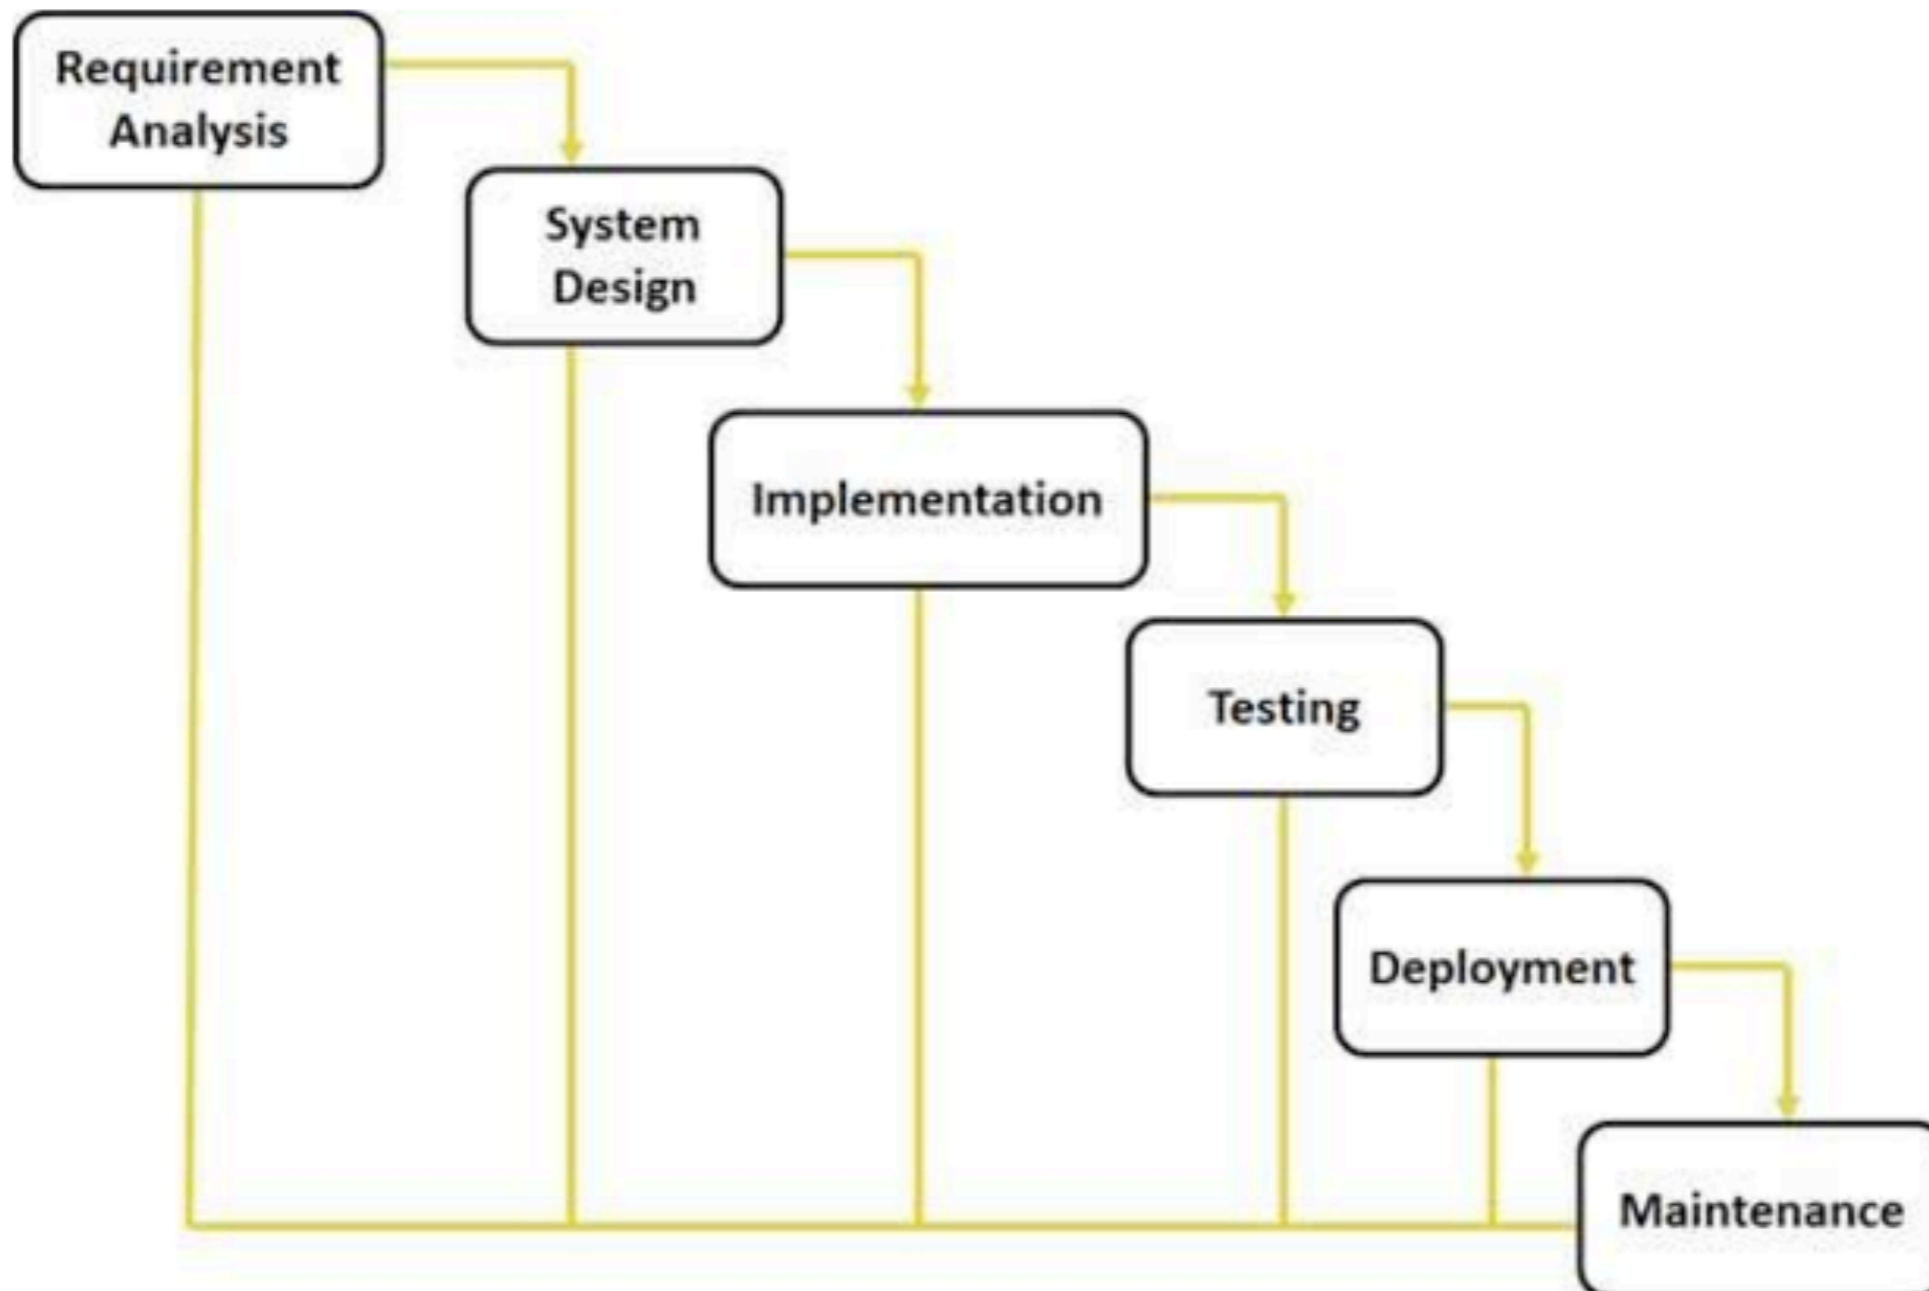 Requirement
Analysis
System
Design
Implementation
Testing
Deployment
Maintenance